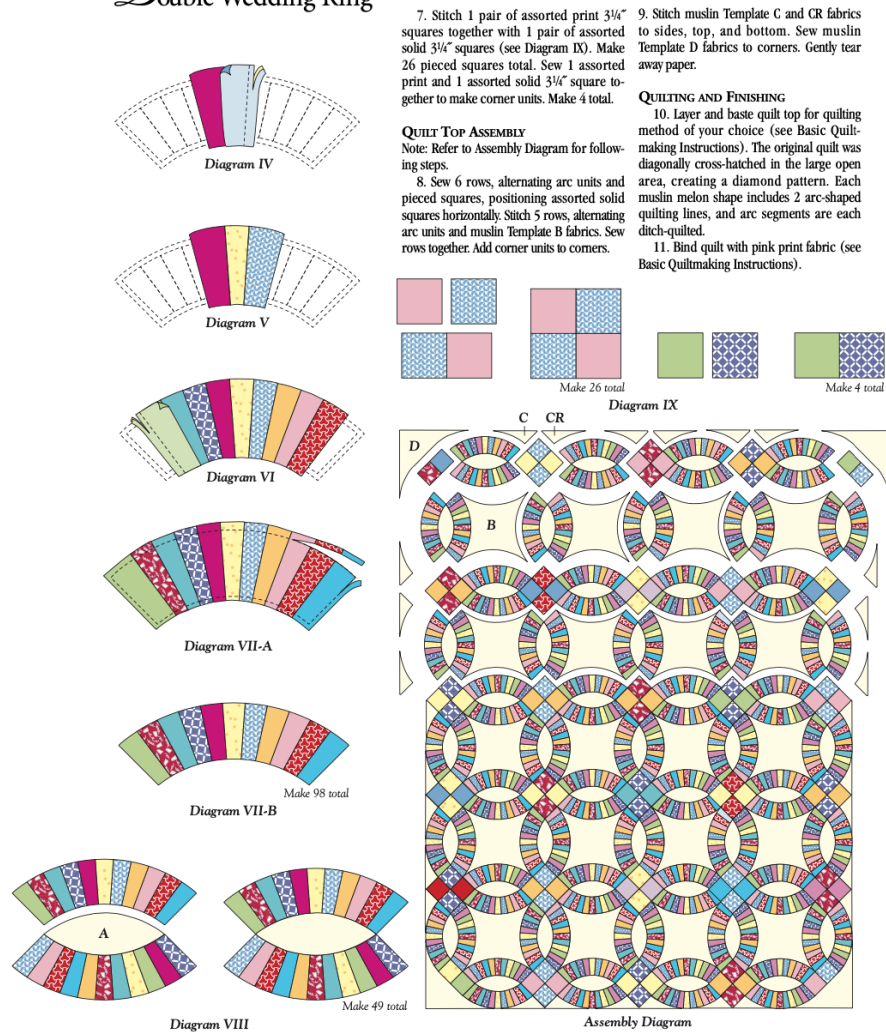 Double Wedding Ring
Diagram IV
Diagram V
Diagram VI
Diagram VII-A
Make 98 total
Diagram VII-B
A
Make 49 total
Diagram VIII
7. Stitch 1 pair of assorted print 3¼˝
squares together with 1 pair of assorted
solid 3¼˝ squares (see Diagram IX). Make
26 pieced squares total. Sew 1 assorted
print and 1 assorted solid 3¼˝ square to-
gether to make corner units. Make 4 total.
QUILT TOP ASSEMBLY
Note: Refer to Assembly Diagram for follow-
ing steps.
8. Sew 6 rows, alternating arc units and
pieced squares, positioning assorted solid
squares horizontally. Stitch 5 rows, alternating
arc units and muslin Template B fabrics. Sew
rows together. Add corner units to corners.
9. Stitch muslin Template C and CR fabrics
to sides, top, and bottom. Sew muslin
Template D fabrics to corners. Gently tear
away paper.
QUILTING AND FINISHING
10. Layer and baste quilt top for quilting
method of your choice (see Basic Quilt-
making Instructions). The original quilt was
diagonally cross-hatched in the large open
area, creating a diamond pattern. Each
muslin melon shape includes 2 arc-shaped
quilting lines, and arc segments are each
ditch-quilted.
11. Bind quilt with pink print fabric (see
Basic Quiltmaking Instructions).
Make 26 total
Make 4 total
Diagram IX
C CR
D
B
Assembly Diagram